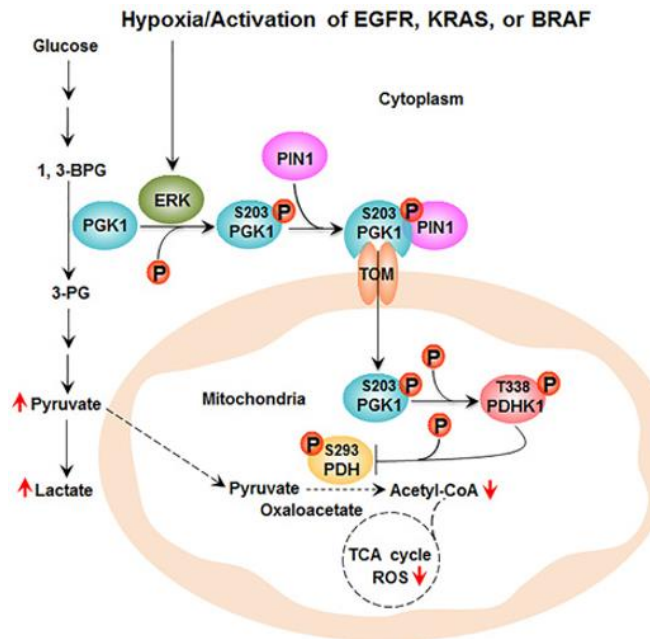 Hypoxia/Activation of EGFR, KRAS, or BRAF
Glucose
Cytoplasm
1, 3-BPG
PIN1
ERK
PGK1
S203
PGK1
P
S203
PGK1
P
PIN1
P
TOM
3-PG
P
S203
PGK1
P
T338
PDHK1
P
Mitochondria
Pyruvate
P
S293
PDH
P
Lactate
Pyruvate
Acetyl-CoA
Oxaloacetate
TCA cycle
ROS